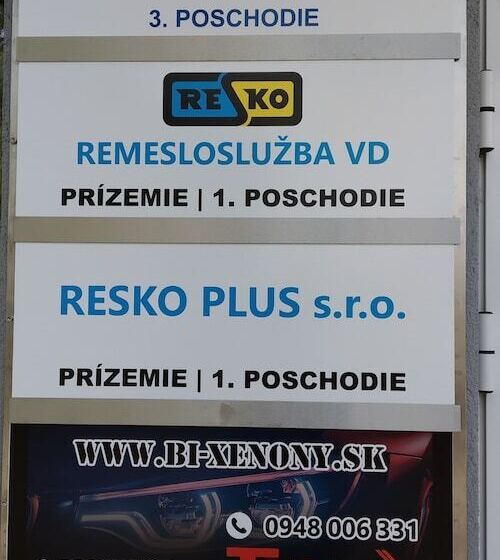 3. POSCHODIE
RESKO
REMESLOSLUŽBA VD
PRÍZEMIE | 1. POSCHODIE
RESKO PLUS s.r.o.
PRÍZEMIE | 1. POSCHODIE
WWW.BI-XENONY.SK
0948 006 331